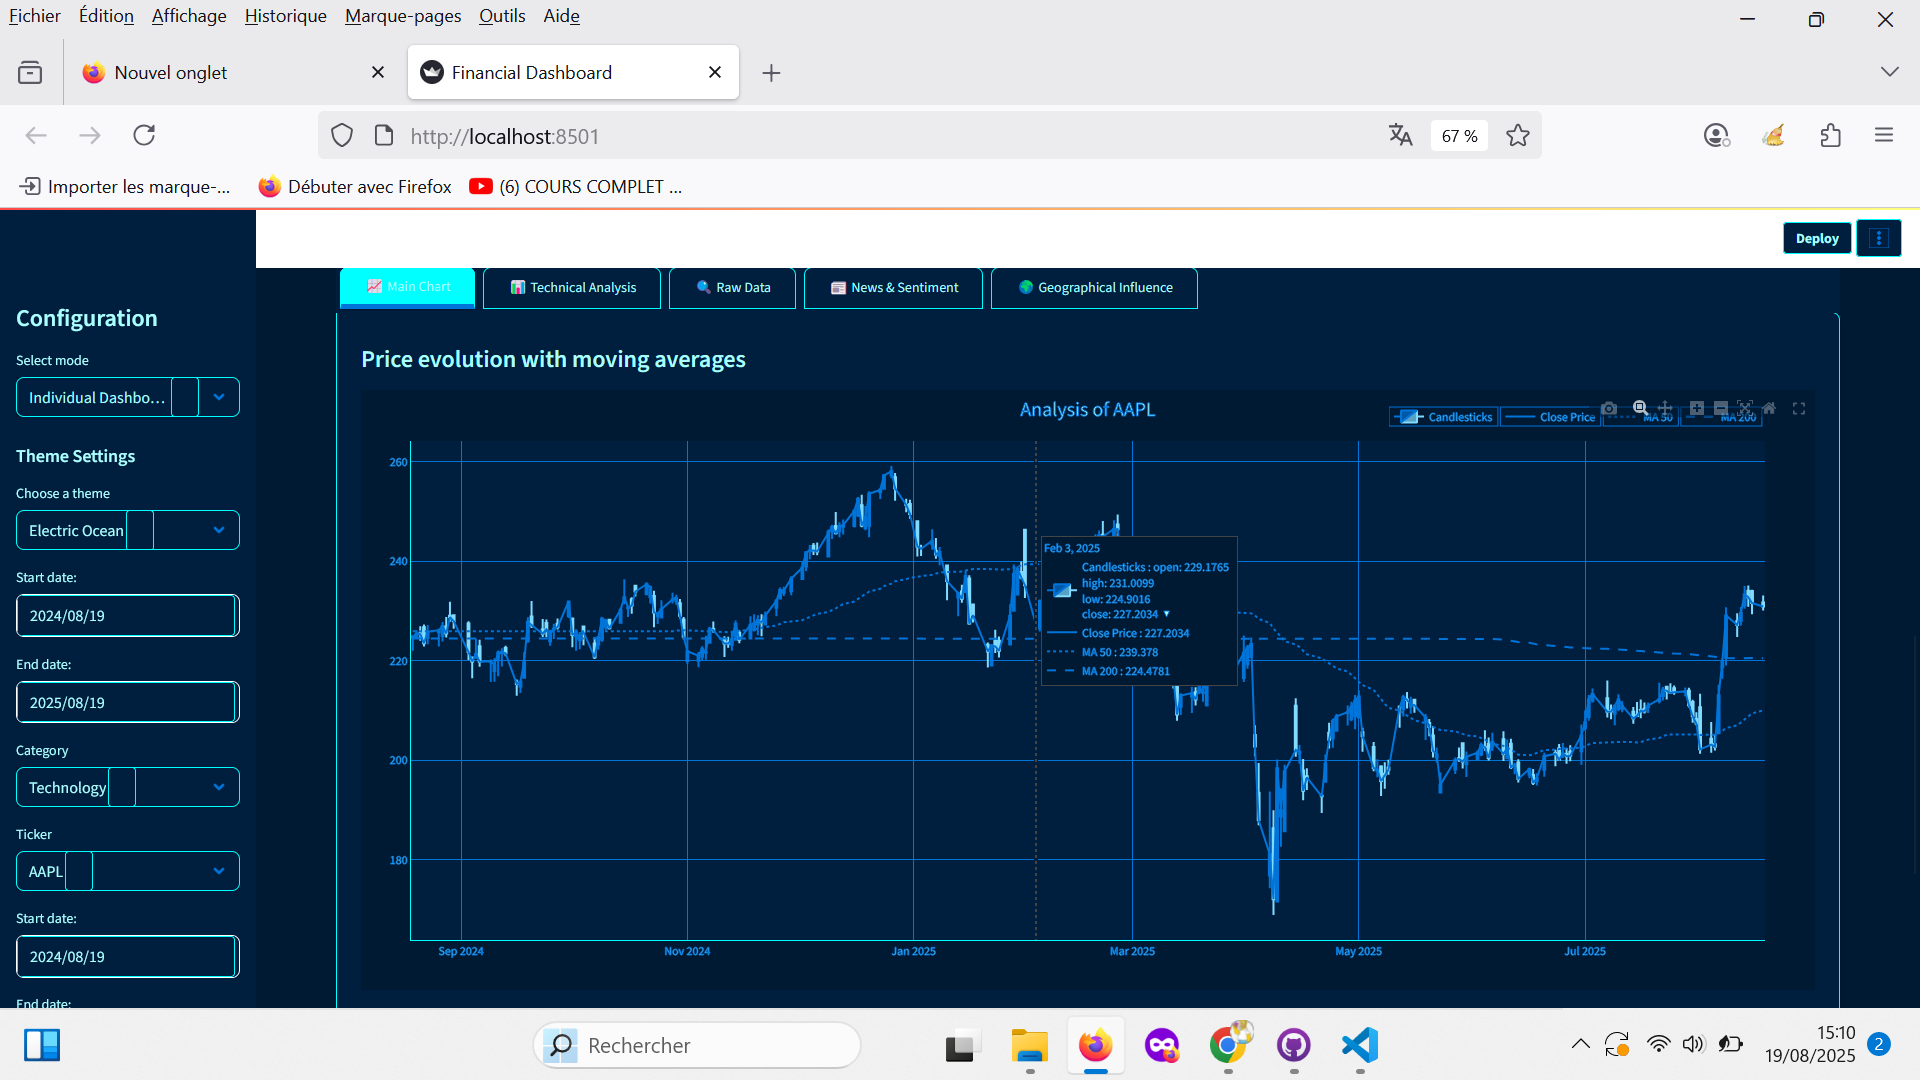 Fichier Édition Affichage Historique Marque-pages Outils Aide
Nouvel onglet
Financial Dashboard
http://localhost:8501
67 %
Importer les marque-...
Débuter avec Firefox
(6) COURS COMPLET ...
Deploy
Configuration
Select mode
Individual Dashbo...
Theme Settings
Choose a theme
Electric Ocean
Start date:
2024/08/19
End date:
2025/08/19
Category
Technology
Ticker
AAPL
Start date:
2024/08/19
End date:
Main Chart
Technical Analysis
Raw Data
News & Sentiment
Geographical Influence
Price evolution with moving averages
Analysis of AAPL
Candlesticks
Close Price
MA 50
MA 200
260
240
220
200
180
Feb 3, 2025
Candlesticks : open: 229.1765
high: 231.0099
low: 224.9016
close: 227.2034 ▼
Close Price : 227.2034
MA 50 : 239.378
MA 200 : 224.4781
Sep 2024
Nov 2024
Jan 2025
Mar 2025
May 2025
Jul 2025
Rechercher
15:10
19/08/2025
2